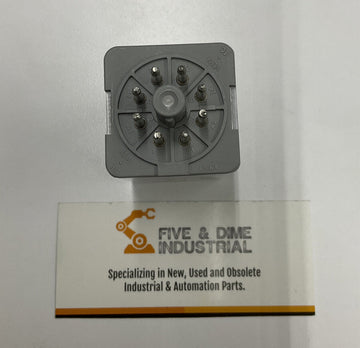 FIVE & DIME
INDUSTRIAL
Specializing in New, Used and Obsolete
Industrial & Automation Parts.